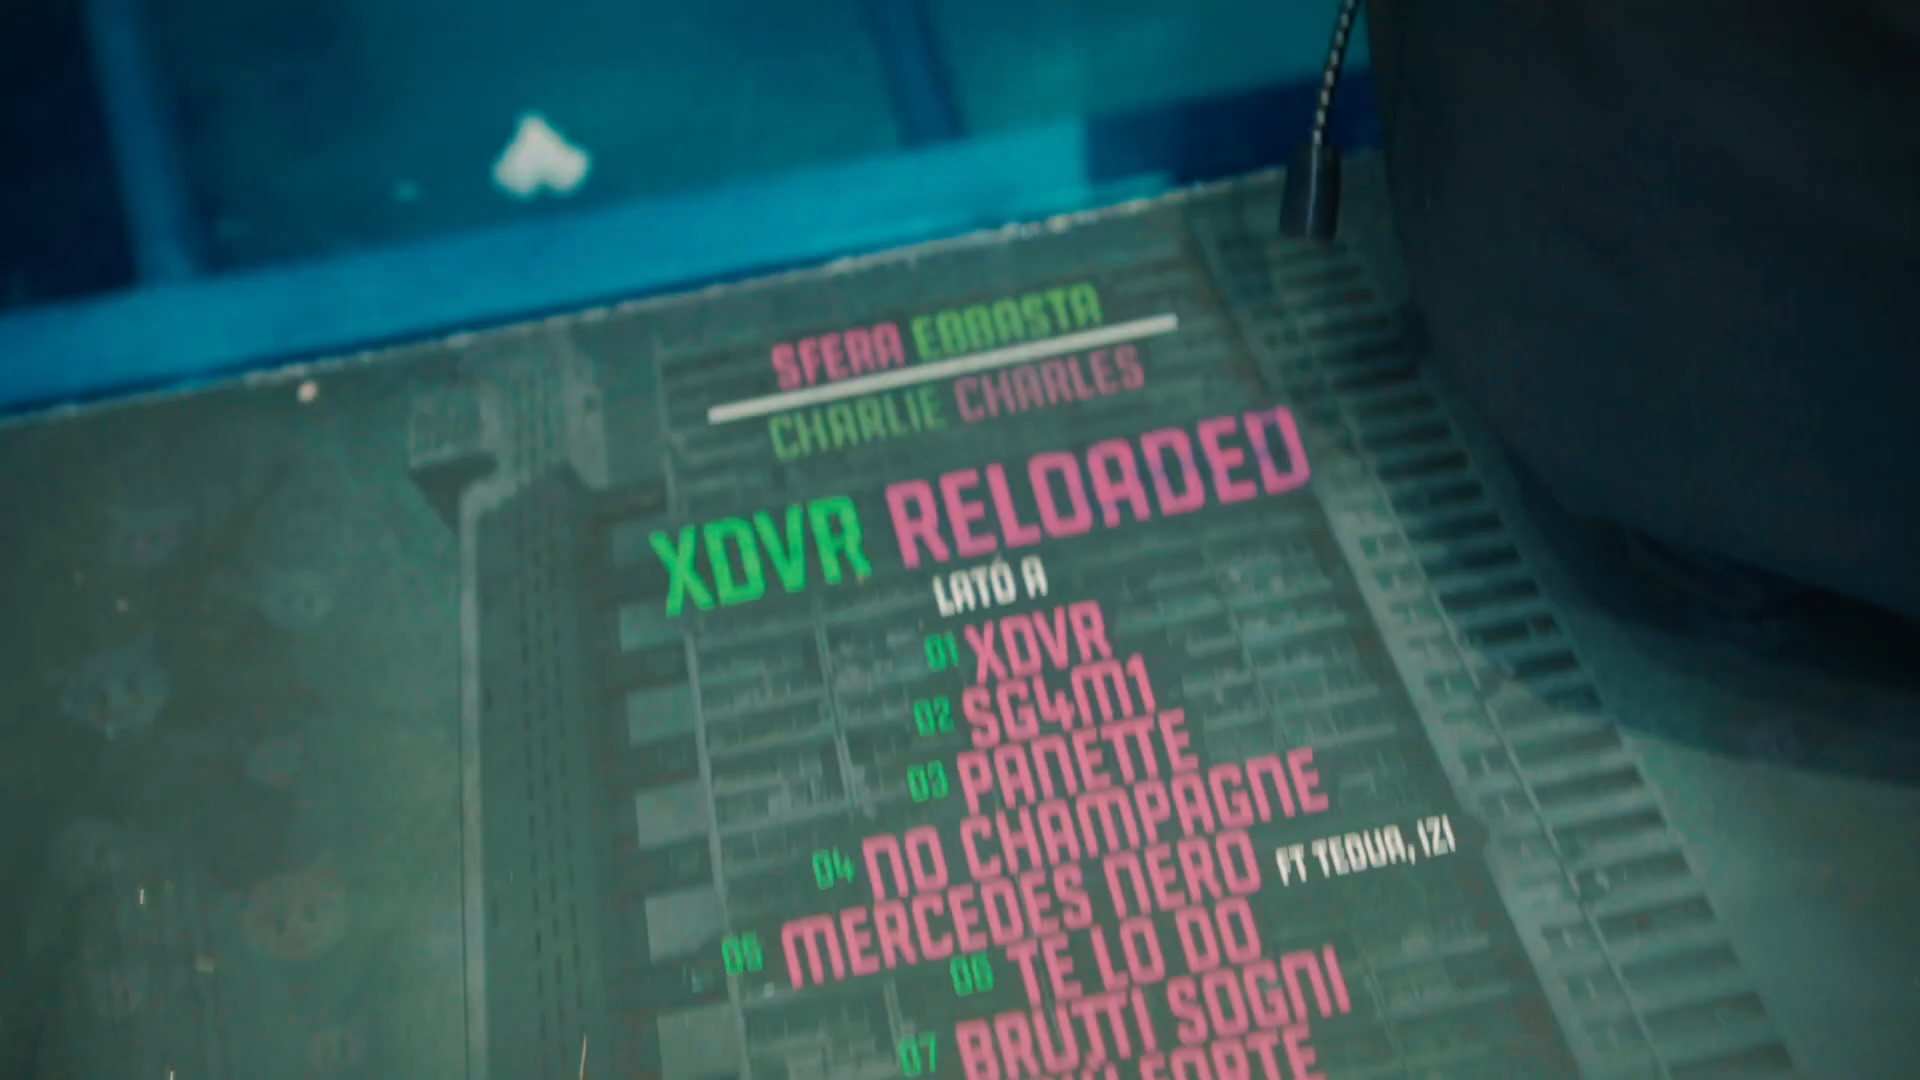 SFERA EBBASTA
CHARLIE CHARLES
XDVR RELOADED
LATO A
01 XDVR
02 SG4M1
03 PANETTE
04 NO CHAMPAGNE
05 MERCEDES NERO FT TEDUA, IZI
06 TE LO DO
07 BRUTTI SOGNI
FORTE